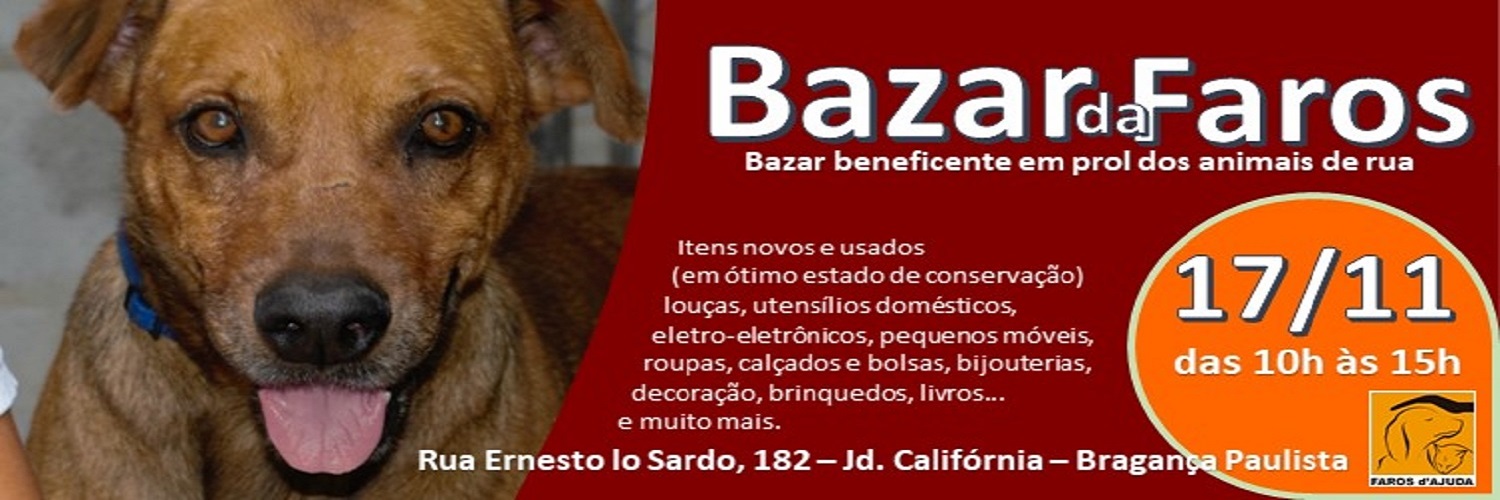 Bazar da Faros
Bazar beneficente em prol dos animais de rua
Itens novos e usados
(em ótimo estado de conservação)
louças, utensílios domésticos,
eletro-eletrônicos, pequenos móveis,
roupas, calçados e bolsas, bijouterias,
decoração, brinquedos, livros...
e muito mais.
17/11
das 10h às 15h
Rua Ernesto lo Sardo, 182 – Jd. Califórnia – Bragança Paulista
FAROS d'AJUDA